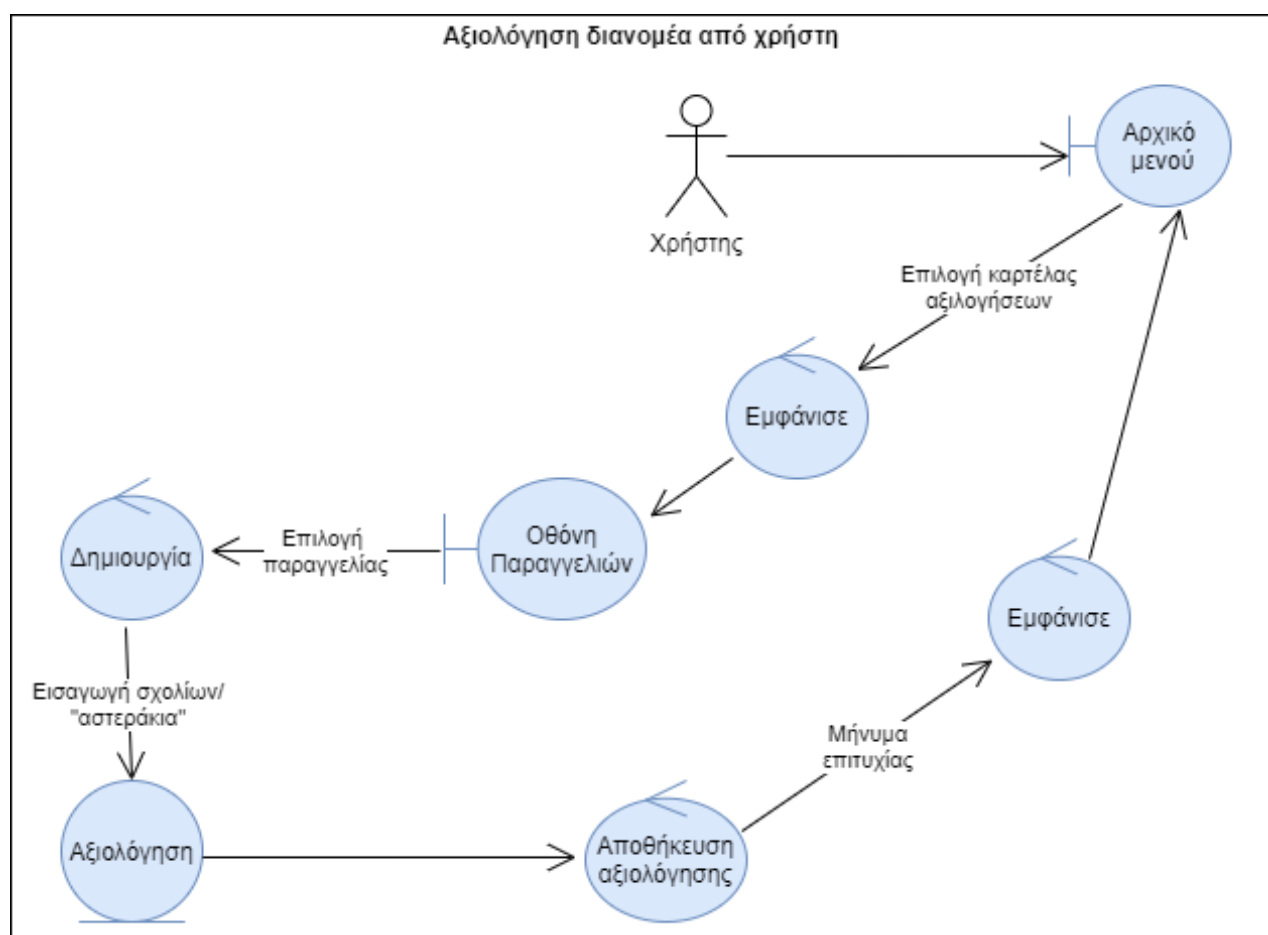 Αξιολόγηση διανομέα από χρήστη
Αρχικό
μενού
Χρήστης
Επιλογή καρτέλας
αξιλογήσεων
Εμφάνισε
Οθόνη
Παραγγελιών
Επιλογή
παραγγελίας
Δημιουργία
Εμφάνισε
Εισαγωγή σχολίων/
"αστεράκια"
Μήνυμα
επιτυχίας
Αξιολόγηση
Αποθήκευση
αξιολόγησης